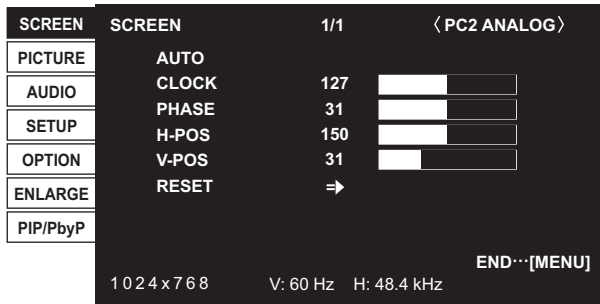 SCREEN
PICTURE
AUDIO
SETUP
OPTION
ENLARGE
PIP/PbyP
SCREEN 1/1 〈PC2 ANALOG〉
AUTO
CLOCK 127
PHASE 31
H-POS 150
V-POS 31
RESET
END···[MENU]
1024x768 V: 60 Hz H: 48.4 kHz